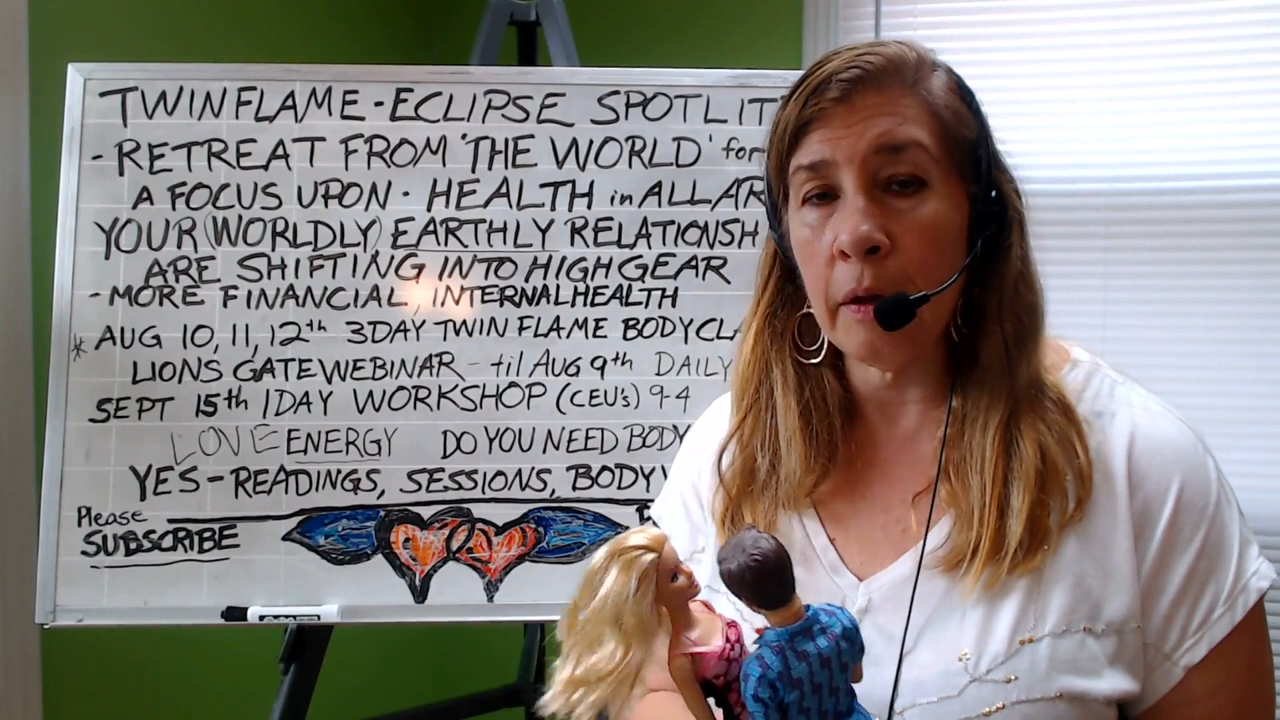 TWINFLAME - ECLIPSE SPOTLIT
- RETREAT FROM 'THE WORLD' for
A FOCUS UPON · HEALTH in ALL AR
YOUR (WORLDLY) EARTHLY RELATIONSH
ARE SHIFTING INTO HIGH GEAR
- MORE FINANCIAL, INTERNAL HEALTH
* AUG 10, 11, 12th 3DAY TWIN FLAME BODY CLA
LIONS GATE WEBINAR - til AUG 9th DAILY
SEPT 15th 1DAY WORKSHOP (CEU's) 9-4
LOVE ENERGY DO YOU NEED BODY
YES - READINGS, SESSIONS, BODY
Please
SUBSCRIBE